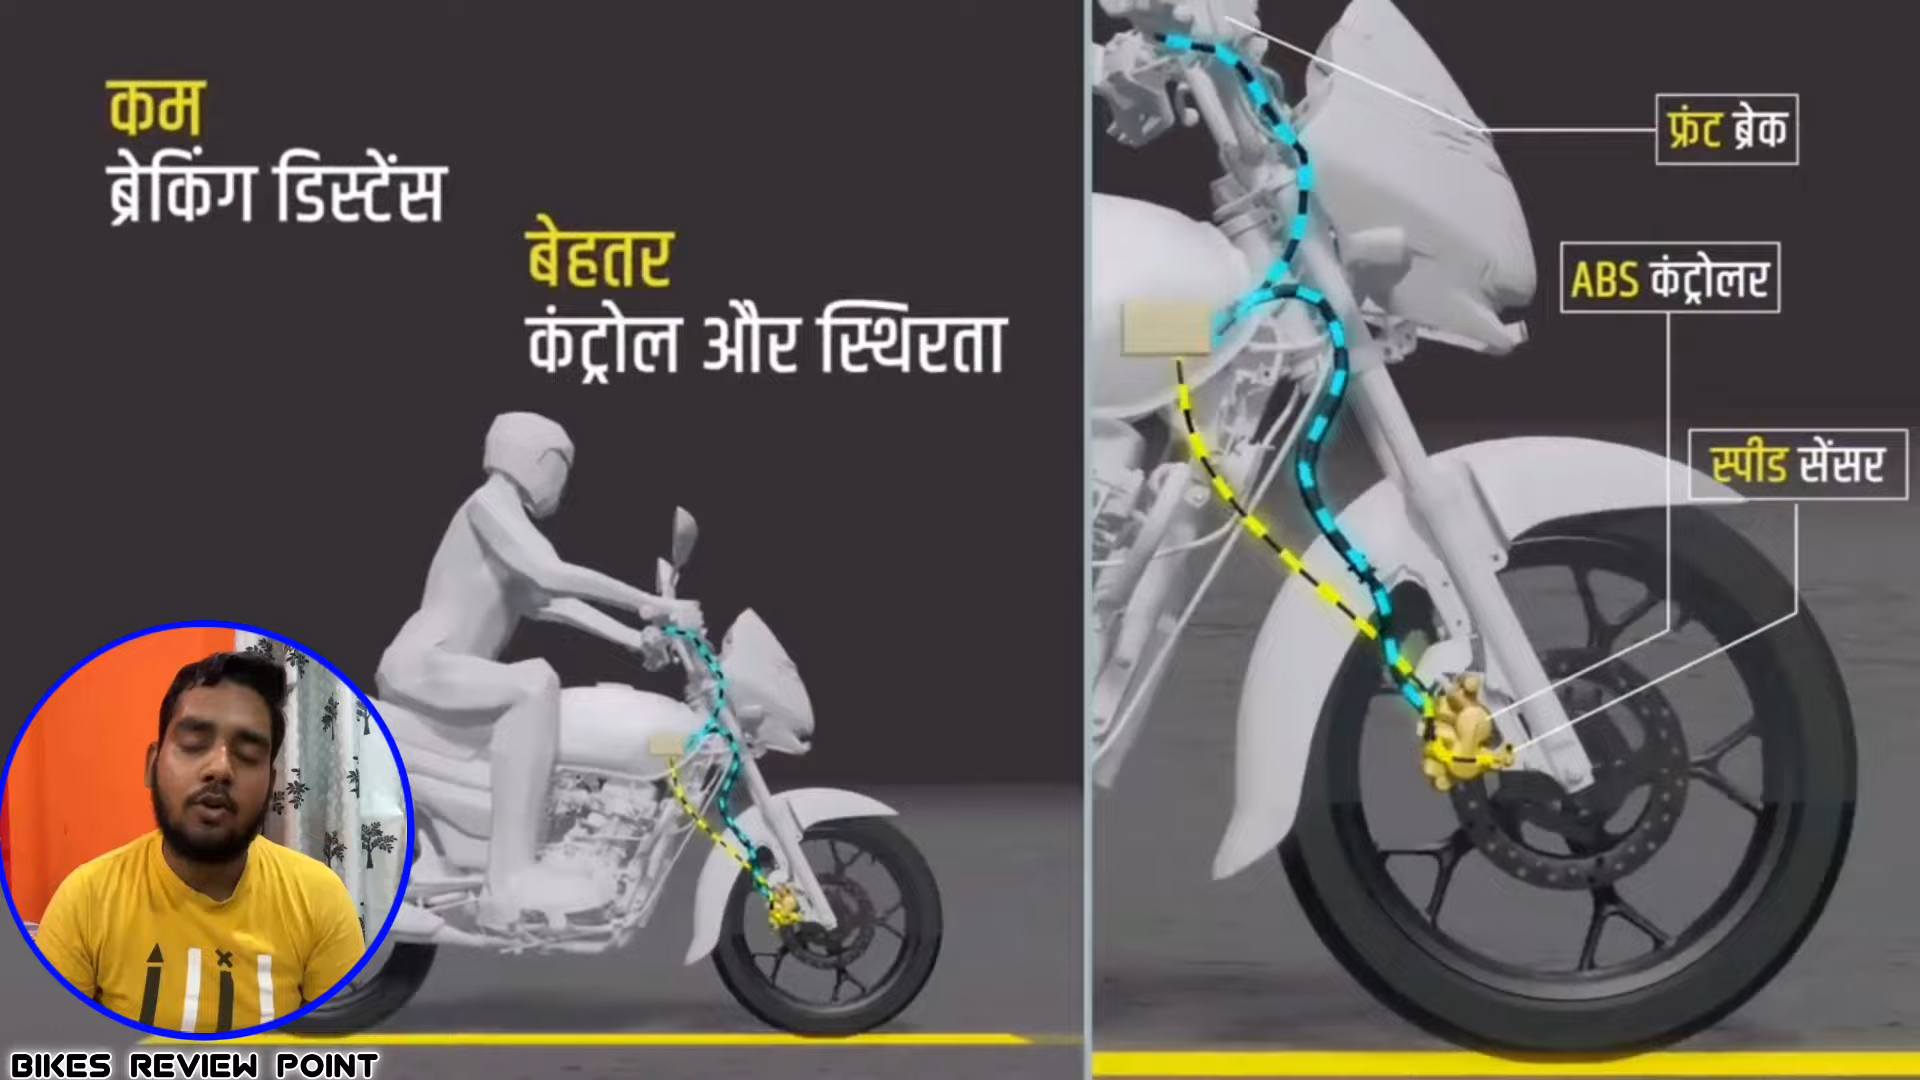 कम
ब्रेकिंग डिस्टेंस
बेहतर
कंट्रोल और स्थिरता
फ्रंट ब्रेक
ABS कंट्रोलर
स्पीड सेंसर
BIKES REVIEW POINT